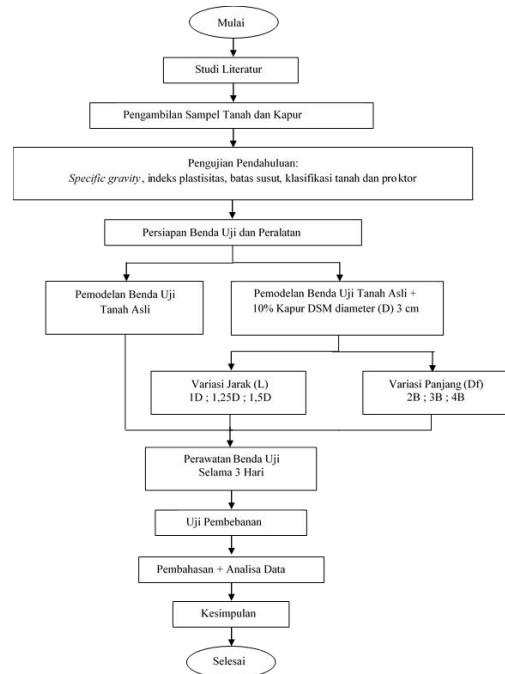 Mulai
Studi Literatur
Pengambilan Sampel Tanah dan Kapur
Pengujian Pendahuluan:
Specific gravity, indeks plastisitas, batas susut, klasifikasi tanah dan proktor
Persiapan Benda Uji dan Peralatan
Pemodelan Benda Uji
Tanah Asli
Pemodelan Benda Uji Tanah Asli +
10% Kapur DSM diameter (D) 3 cm
Variasi Jarak (L)
1D ; 1,25D ; 1,5D
Variasi Panjang (Df)
2B ; 3B ; 4B
Perawatan Benda Uji
Selama 3 Hari
Uji Pembebanan
Pembahasan + Analisa Data
Kesimpulan
Selesai